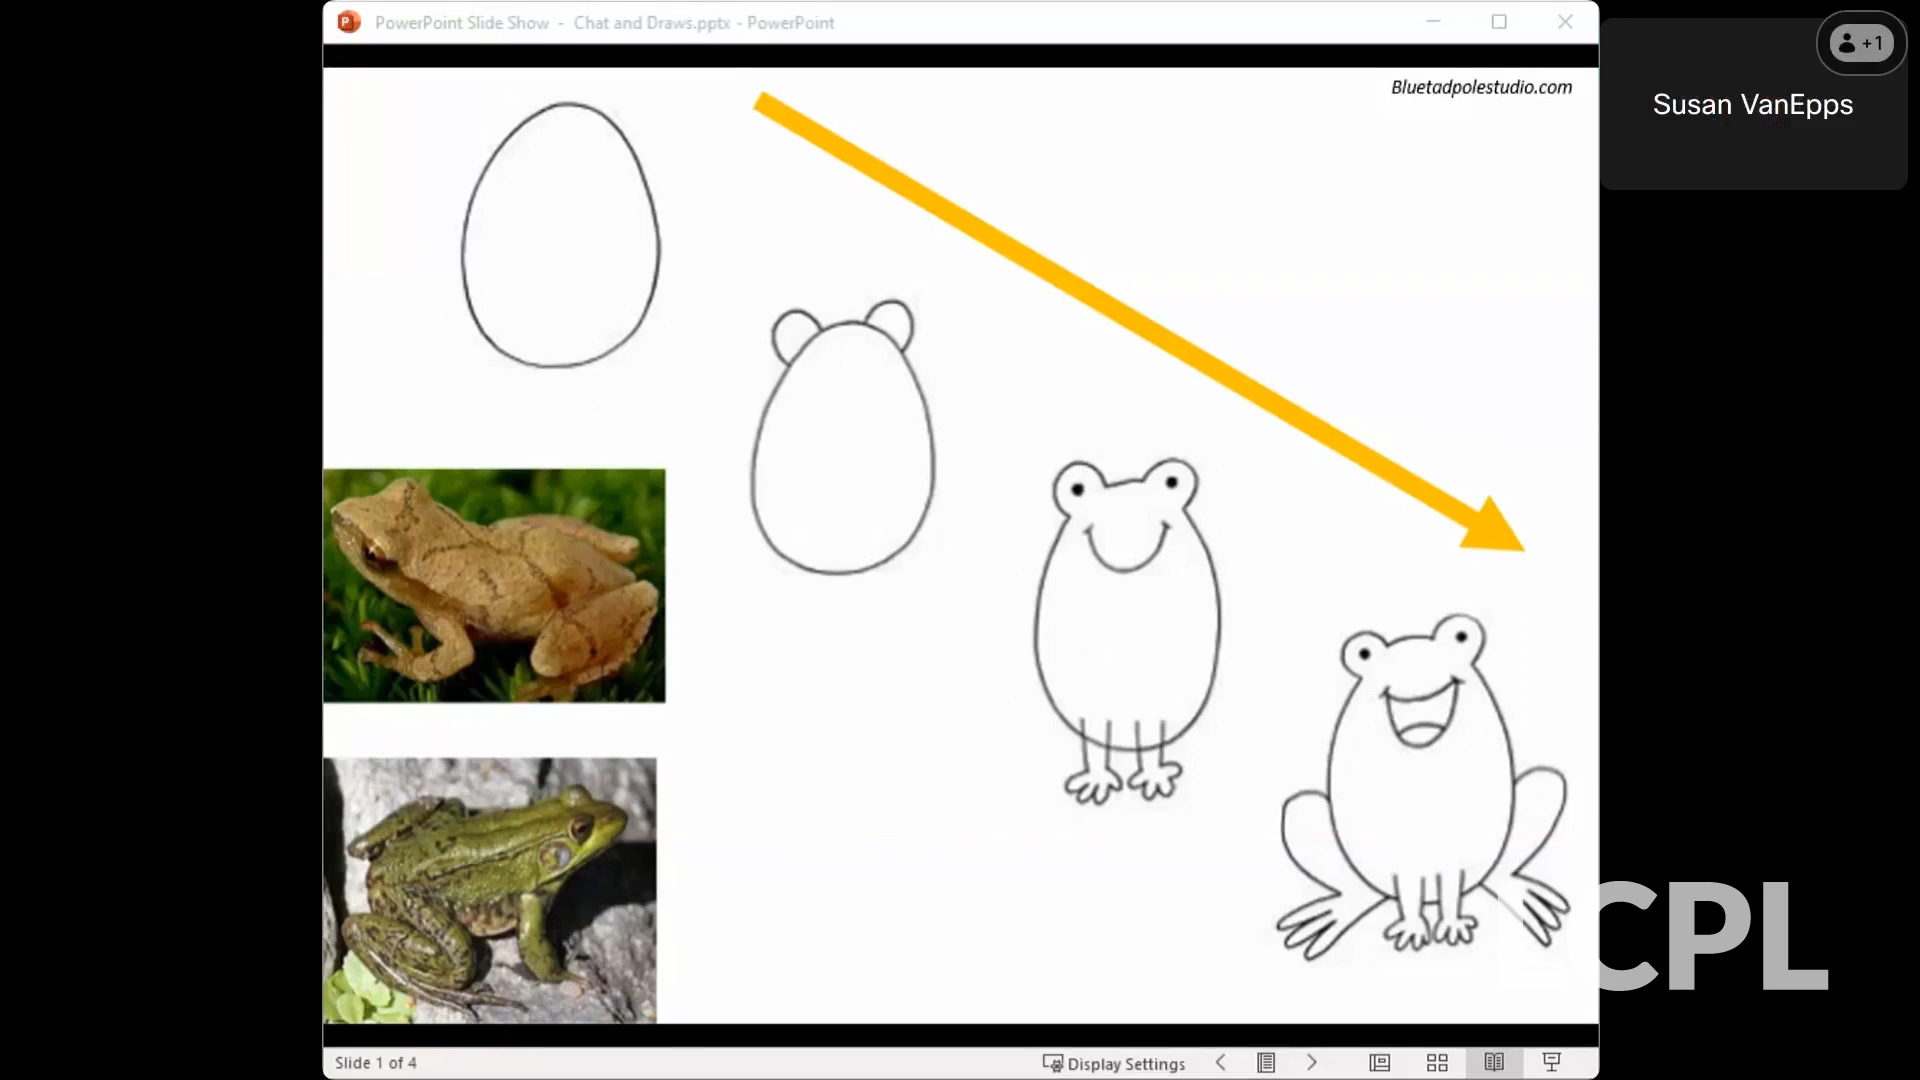 PowerPoint Slide Show - Chat and Draws.pptx - PowerPoint
+1
Susan VanEpps
Bluetadpolestudio.com
CPL
Slide 1 of 4
Display Settings